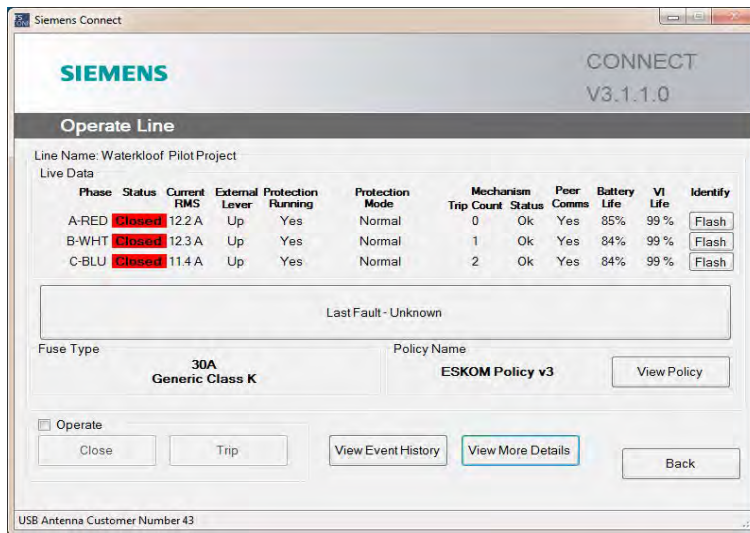 Siemens Connect
SIEMENS
CONNECT
V3.1.1.0
Operate Line
Line Name: Waterkloof Pilot Project
Live Data
Phase Status Current RMS External Lever Protection Running Protection Mode Mechanism Trip Count Status Peer Comms Battery Life VI Life Identify
A-RED Closed 12.2 A Up Yes Normal 0 Ok Yes 85% 99 % Flash
B-WHT Closed 12.3 A Up Yes Normal 1 Ok Yes 84% 99 % Flash
C-BLU Closed 11.4 A Up Yes Normal 2 Ok Yes 84% 99 % Flash
Last Fault - Unknown
Fuse Type
30A
Generic Class K
Policy Name
ESKOM Policy v3
View Policy
Operate
Close Trip View Event History View More Details Back
USB Antenna Customer Number 43